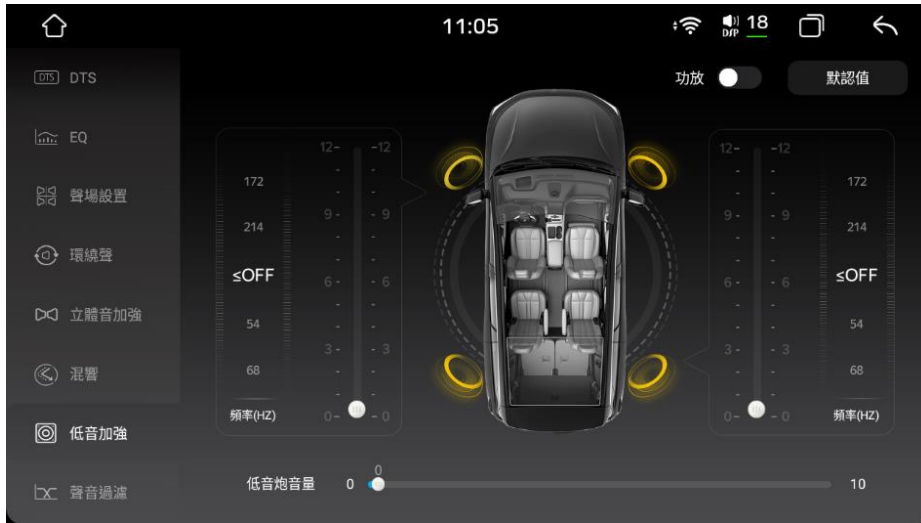 11:05
DSP 18
DTS DTS
功放
默認值
EQ
聲場設置
環繞聲
立體音加強
混響
低音加強
聲音過濾
172
214
≤OFF
54
68
頻率(HZ)
12- -12
9- -9
6- -6
3- -3
0- -0
12- -12
9- -9
6- -6
3- -3
0- -0
172
214
≤OFF
54
68
頻率(HZ)
0
低音炮音量 0 10